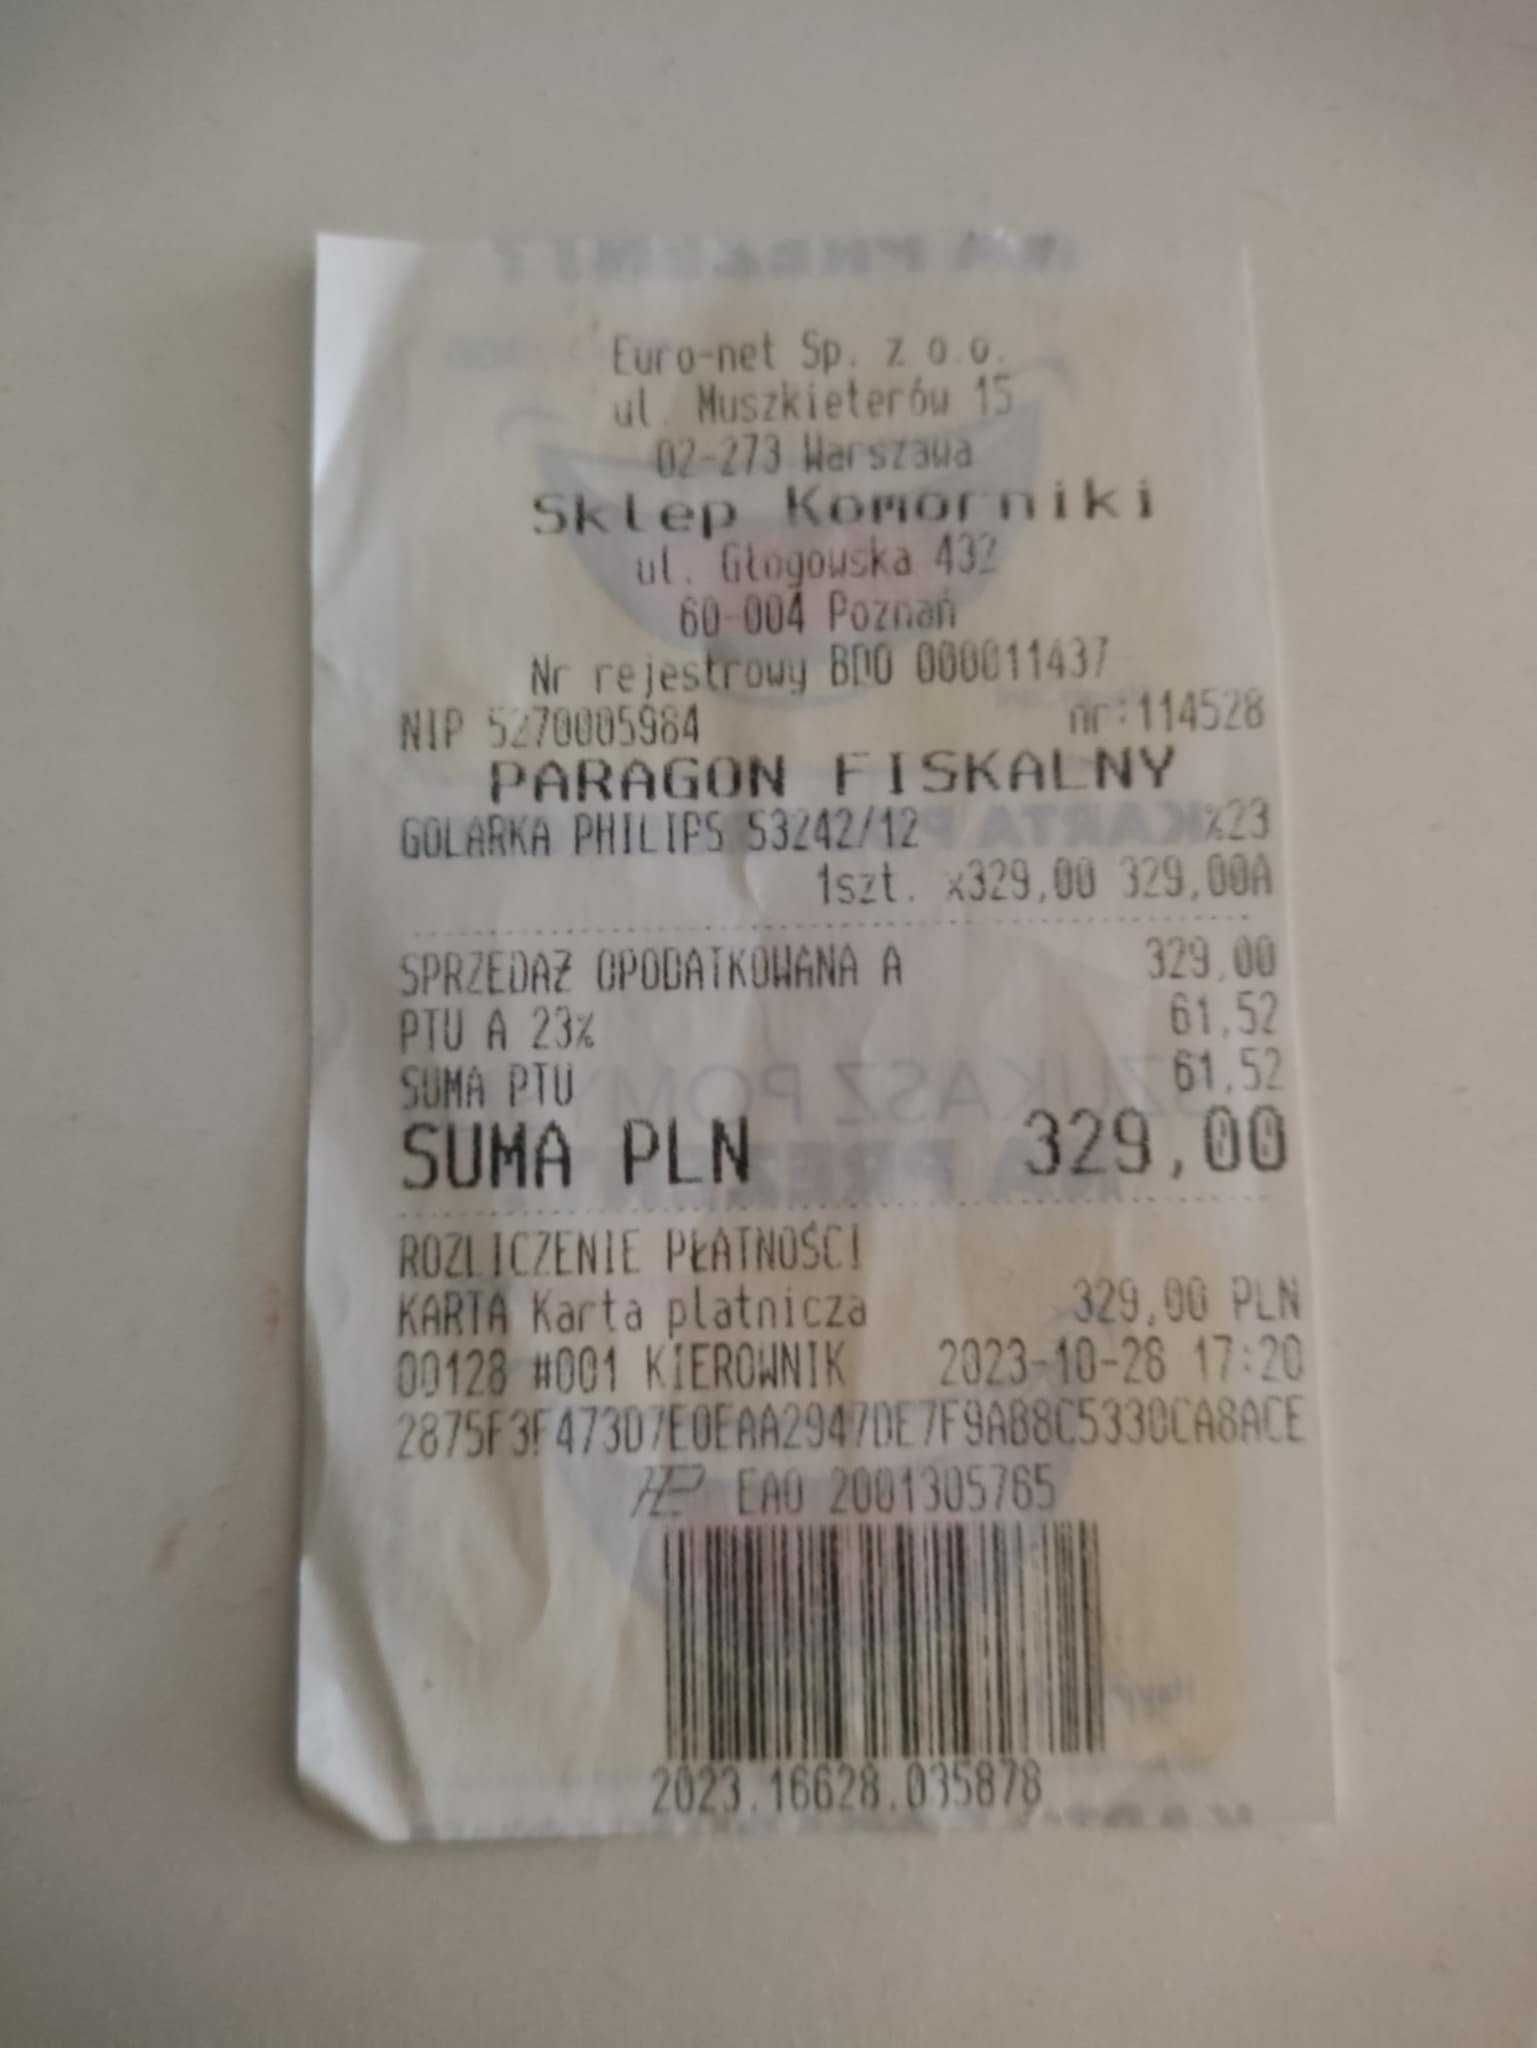 Euro-net Sp. z o.o.
ul. Muszkieterów 15
02-273 Warszawa
Sklep Komorniki
ul. Głogowska 432
60-004 Poznań
Nr rejestrowy BDO 000011437
NIP 5270005984 nr:114528
PARAGON FISKALNY
GOLARKA PHILIPS S3242/12 %23
1szt. x329,00 329,00A
SPRZEDAŻ OPODATKOWANA A 329,00
PTU A 23% 61,52
SUMA PTU 61,52
SUMA PLN 329,00
ROZLICZENIE PŁATNOŚCI
KARTA Karta płatnicza 329,00 PLN
00128 #001 KIEROWNIK 2023-10-28 17:20
2875F3F473D7E0EAA2947DE7F9AB8C5330CA8ACE
EAO 2001305765
2023.16628.035878